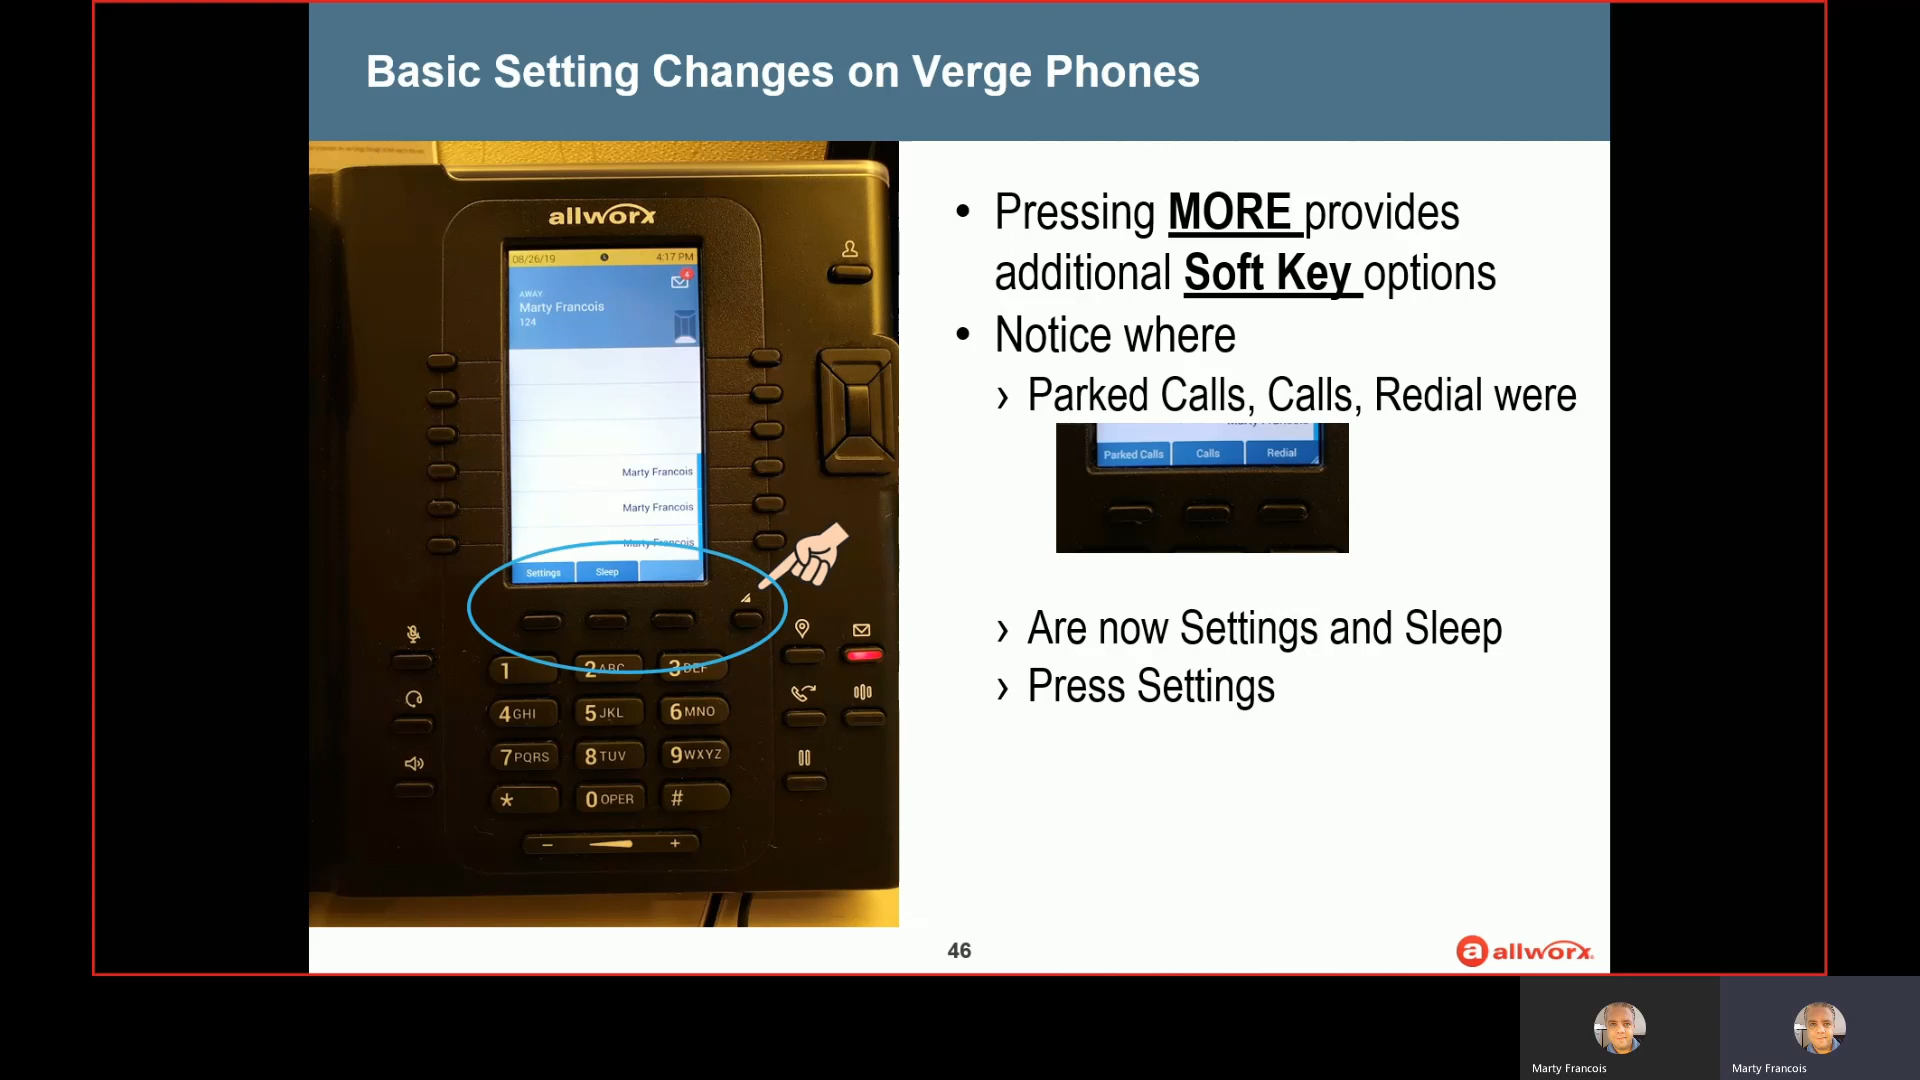 Basic Setting Changes on Verge Phones
allworx
08/26/19 4:17 PM
4
AWAY
Marty Francois
124
Marty Francois
Marty Francois
Marty Francois
Settings Sleep
1 2 ABC 3 DEF
4 GHI 5 JKL 6 MNO
7 PQRS 8 TUV 9 WXYZ
* 0 OPER #
− +
• Pressing MORE provides
additional Soft Key options
• Notice where
› Parked Calls, Calls, Redial were
Marty Francois
Parked Calls Calls Redial
› Are now Settings and Sleep
› Press Settings
46
a allworx
Marty Francois
Marty Francois